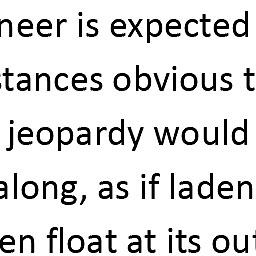 neer is expected
stances obvious t
jeopardy would
along, as if laden
en float at its out